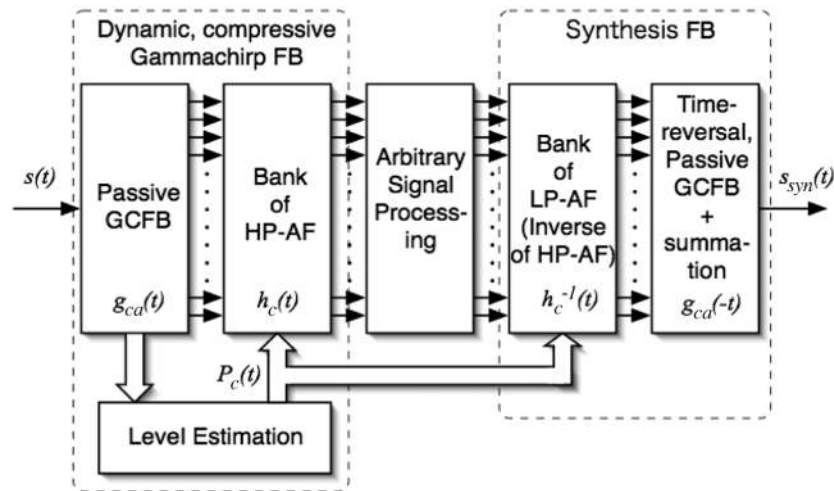 Dynamic, compressive
Gammachirp FB
Synthesis FB
s(t)
Passive
GCFB
g_ca(t)
Bank
of
HP-AF
h_c(t)
Arbitrary
Signal
Process-
ing
Bank
of
LP-AF
(Inverse
of HP-AF)
h_c^-1(t)
Time-
reversal,
Passive
GCFB
+
summa-
tion
g_ca(-t)
s_syn(t)
P_c(t)
Level Estimation